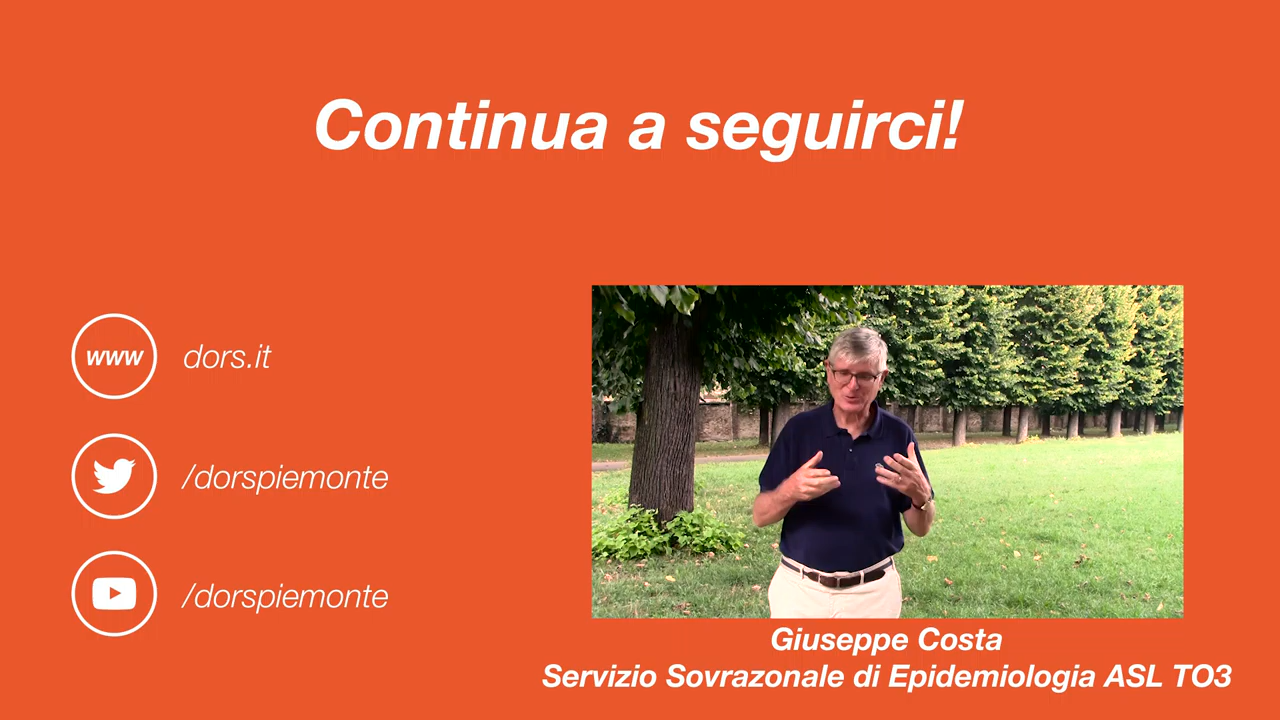 Continua a seguirci!
www dors.it
/dorspiemonte
/dorspiemonte
Giuseppe Costa
Servizio Sovrazonale di Epidemiologia ASL TO3